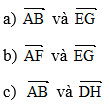 a) $\overrightarrow{AB}$ và $\overrightarrow{EG}$
b) $\overrightarrow{AF}$ và $\overrightarrow{EG}$
c) $\overrightarrow{AB}$ và $\overrightarrow{DH}$